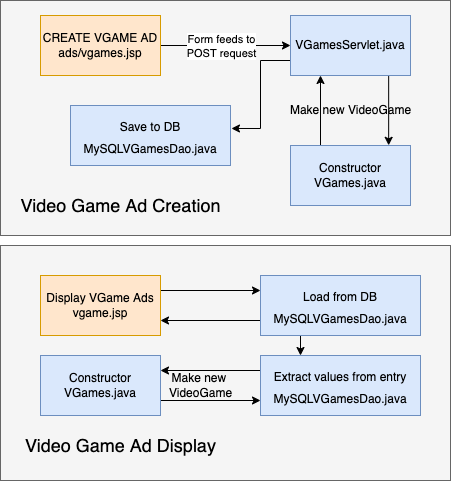 CREATE VGAME AD
ads/vgames.jsp
Form feeds to
POST request
VGamesServlet.java
Make new VideoGame
Save to DB
MySQLVGamesDao.java
Constructor
VGames.java
Video Game Ad Creation
Display VGame Ads
vgame.jsp
Load from DB
MySQLVGamesDao.java
Constructor
VGames.java
Make new
VideoGame
Extract values from entry
MySQLVGamesDao.java
Video Game Ad Display